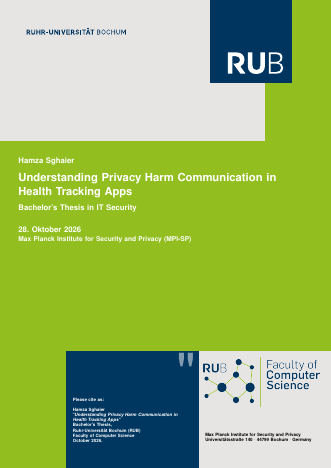 RUHR-UNIVERSITÄT BOCHUM
RUB
Hamza Sghaier
Understanding Privacy Harm Communication in
Health Tracking Apps
Bachelor's Thesis in IT Security
28. Oktober 2026
Max Planck Institute for Security and Privacy (MPI-SP)
"
Please cite as:
Hamza Sghaier
"Understanding Privacy Harm Communication in
Health Tracking Apps"
Bachelor's Thesis,
Ruhr-Universität Bochum (RUB)
Faculty of Computer Science
October 2026.
RUB
Faculty of
Computer
Science
Max Planck Institute for Security and Privacy
Universitätsstraße 140 · 44799 Bochum · Germany